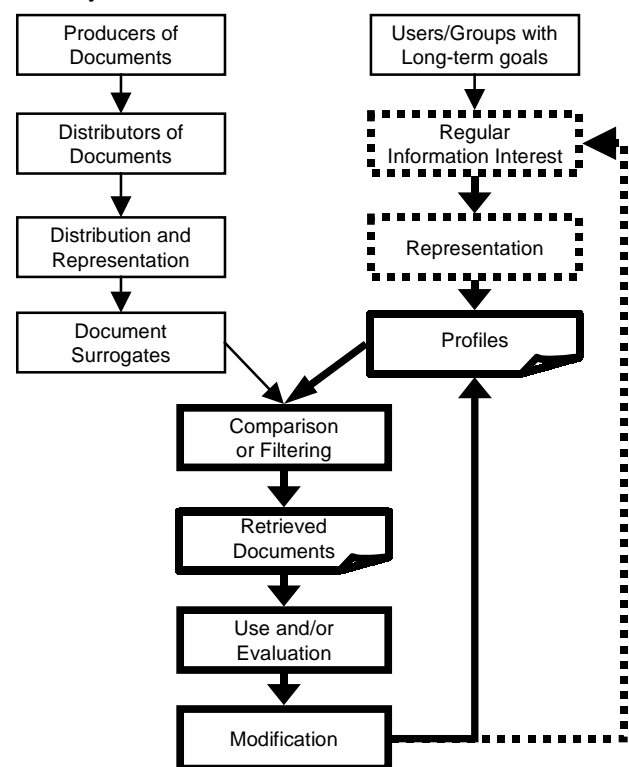 Producers of
Documents
Users/Groups with
Long-term goals
Distributors of
Documents
Regular
Information Interest
Distribution and
Representation
Representation
Document
Surrogates
Profiles
Comparison
or Filtering
Retrieved
Documents
Use and/or
Evaluation
Modification